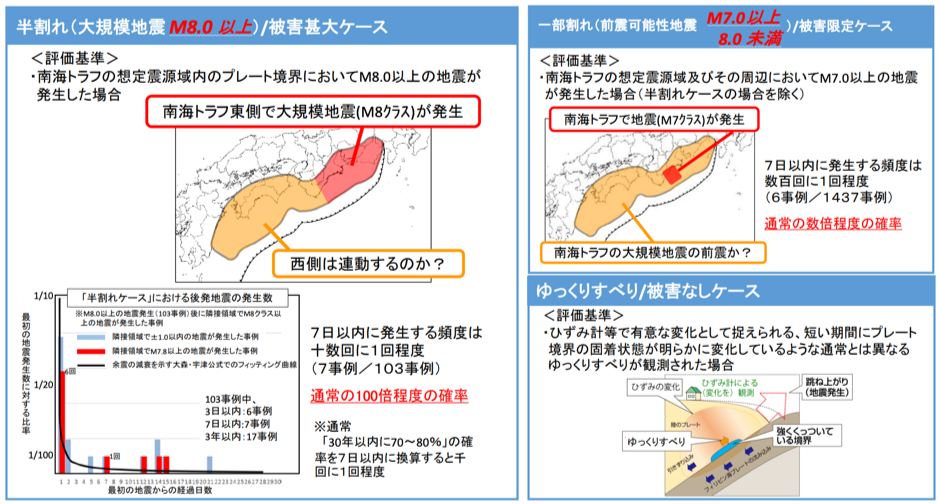 半割れ(大規模地震 M8.0 以上)/被害甚大ケース
<評価基準>
・南海トラフの想定震源域内のプレート境界においてM8.0以上の地震が
発生した場合
南海トラフ東側で大規模地震(M8クラス)が発生
西側は連動するのか?
「半割れケース」における後発地震の発生数
※M8.0以上の地震発生(103事例)後に隣接領域でM8クラス以
上の地震が発生した事例
隣接領域で±1.0以内の地震が発生した事例
隣接領域でM7.8以上の地震が発生した事例
余震の減衰を示す大森・宇津公式でのフィッティング曲線
最初の地震発生数に対する比率
1/10
1/20
1/100
6回
1回
103事例中、
3日以内:6事例
7日以内:7事例
3年以内:17事例
1 2 3 4 5 6 7 8 9 10 11 12 13 14 15 16 17 18 19 20 21 22 23 24 25 26 27 28 29 30
最初の地震からの経過日数
7日以内に発生する頻度は
十数回に1回程度
(7事例/103事例)
通常の100倍程度の確率
※通常
「30年以内に70~80%」の確
率を7日以内に換算すると千
回に1回程度
一部割れ(前震可能性地震 M7.0以上
8.0 未満)/被害限定ケース
<評価基準>
・南海トラフの想定震源域及びその周辺においてM7.0以上の地震
が発生した場合(半割れケースの場合を除く)
南海トラフで地震(M7クラス)が発生
南海トラフの大規模地震の前震か?
7日以内に発生する頻度は
数百回に1回程度
(6事例/1437事例)
通常の数倍程度の確率
ゆっくりすべり/被害なしケース
<評価基準>
・ひずみ計等で有意な変化として捉えられる、短い期間にプレート
境界の固着状態が明らかに変化しているような通常とは異なる
ゆっくりすべりが観測された場合
ひずみの変化
ひずみ計による
(変化を)観測
跳ね上がり
(地震発生)
陸のプレート
ゆっくりすべり
強くくっついて
いる境界
引きずり込み
フィリピン海プレートの沈み込み